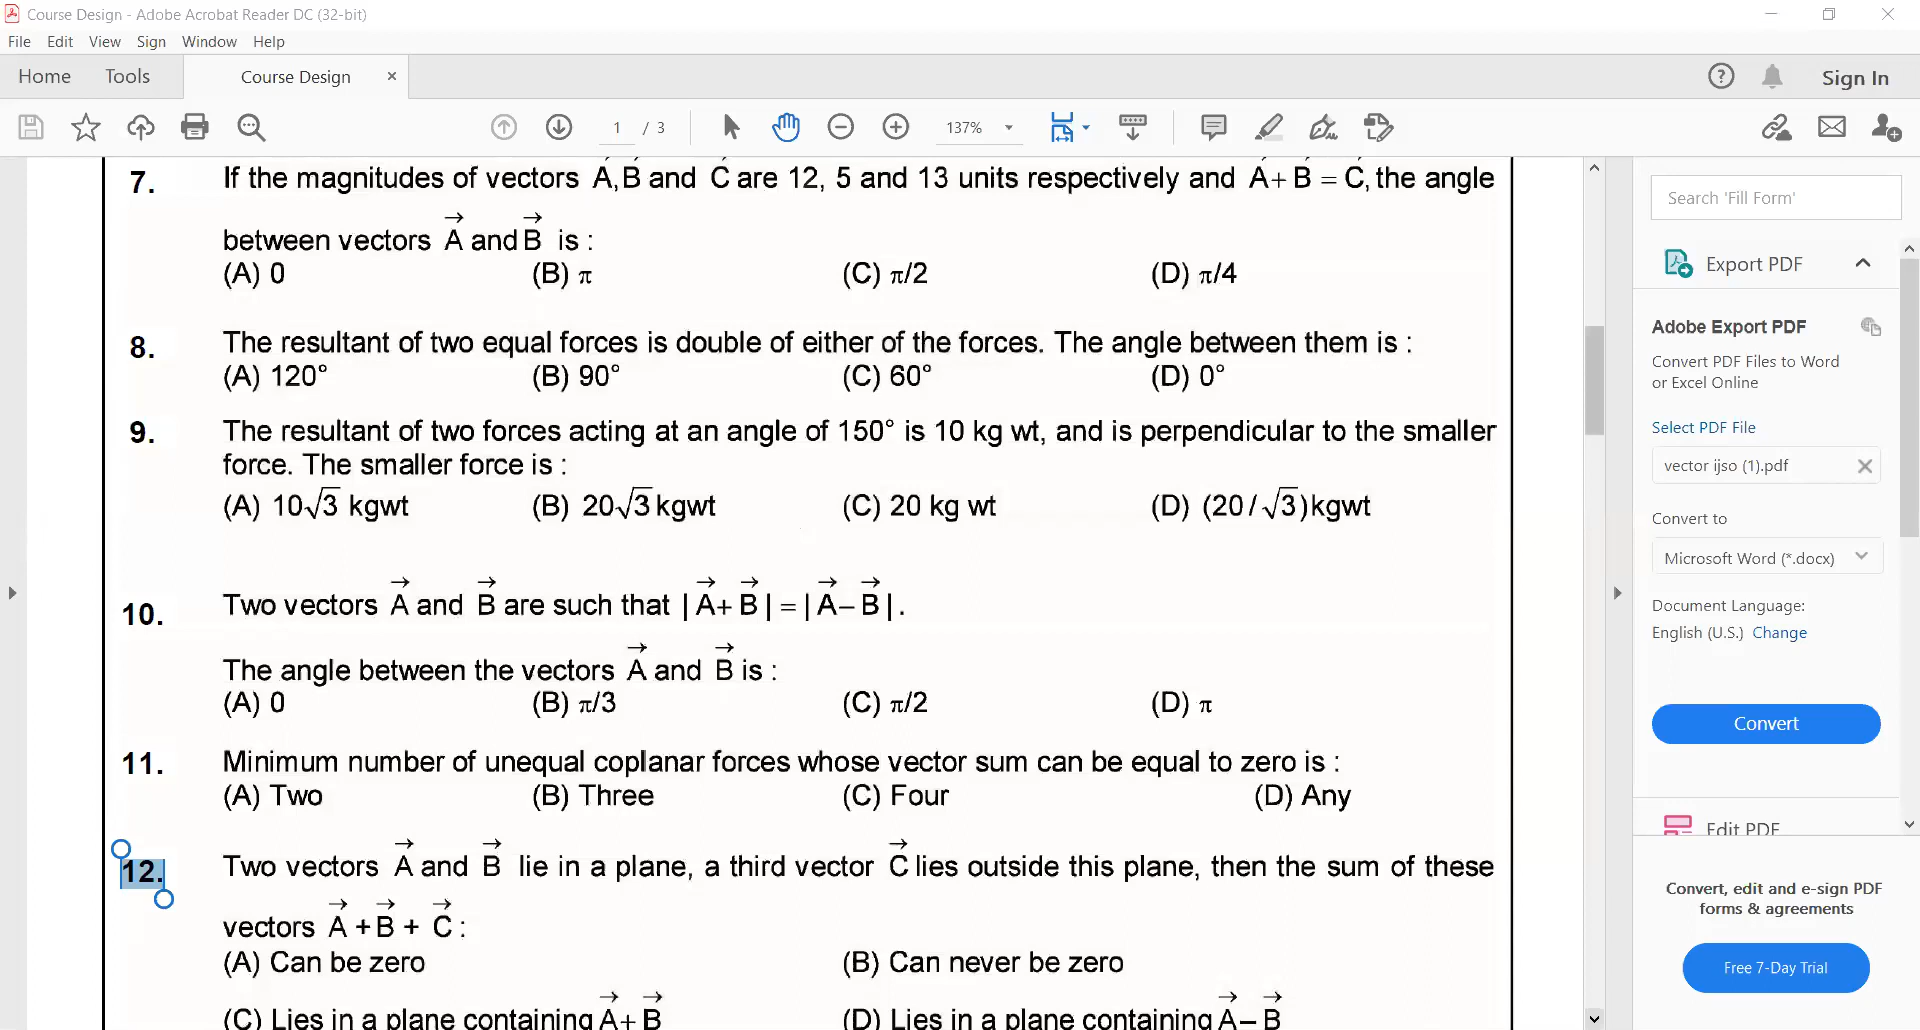 Course Design - Adobe Acrobat Reader DC (32-bit)
File Edit View Sign Window Help
Home Tools Course Design × Sign In
1 / 3 137%
7. If the magnitudes of vectors A⃗, B⃗ and C⃗ are 12, 5 and 13 units respectively and A⃗ + B⃗ = C⃗, the angle
between vectors A⃗ and B⃗ is :
(A) 0 (B) π (C) π/2 (D) π/4
8. The resultant of two equal forces is double of either of the forces. The angle between them is :
(A) 120° (B) 90° (C) 60° (D) 0°
9. The resultant of two forces acting at an angle of 150° is 10 kg wt, and is perpendicular to the smaller
force. The smaller force is :
(A) 10√3 kgwt (B) 20√3 kgwt (C) 20 kg wt (D) (20/√3)kgwt
10. Two vectors A⃗ and B⃗ are such that |A⃗ + B⃗| = |A⃗ – B⃗|.
The angle between the vectors A⃗ and B⃗ is :
(A) 0 (B) π/3 (C) π/2 (D) π
11. Minimum number of unequal coplanar forces whose vector sum can be equal to zero is :
(A) Two (B) Three (C) Four (D) Any
12. Two vectors A⃗ and B⃗ lie in a plane, a third vector C⃗ lies outside this plane, then the sum of these
vectors A⃗ + B⃗ + C⃗ :
(A) Can be zero (B) Can never be zero
(C) Lies in a plane containing A⃗ + B⃗ (D) Lies in a plane containing A⃗ – B⃗
Search 'Fill Form'
Export PDF
Adobe Export PDF
Convert PDF Files to Word
or Excel Online
Select PDF File
vector ijso (1).pdf
Convert to
Microsoft Word (*.docx)
Document Language:
English (U.S.) Change
Convert
Edit PDF
Convert, edit and e-sign PDF
forms & agreements
Free 7-Day Trial